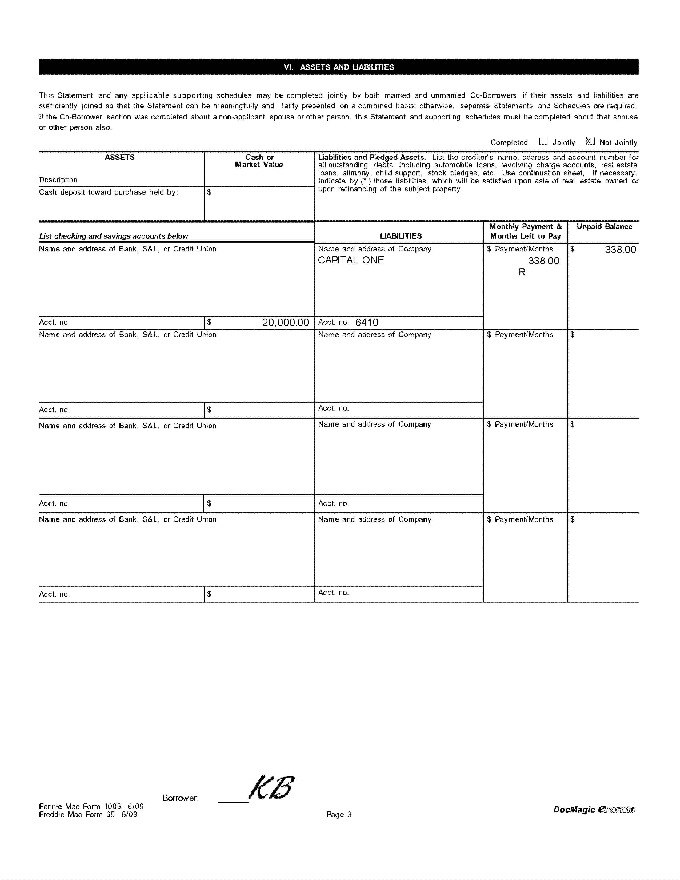 VI. ASSETS AND LIABILITIES
This Statement and any applicable supporting schedules may be completed jointly by both married and unmarried Co-Borrowers if their assets and liabilities are
sufficiently joined so that the Statement can be meaningfully and fairly presented on a combined basis; otherwise, separate Statements and Schedules are required.
If the Co-Borrower section was completed about a non-applicant spouse or other person, this Statement and supporting schedules must be completed about that spouse
or other person also.
Completed Jointly X Not Jointly
ASSETS
Description
Cash or
Market Value
Liabilities and Pledged Assets. List the creditor's name, address and account number for
all outstanding debts, including automobile loans, revolving charge accounts, real estate
loans, alimony, child support, stock pledges, etc. Use continuation sheet, if necessary.
Indicate by (*) those liabilities, which will be satisfied upon sale of real estate owned or
upon refinancing of the subject property.
Cash deposit toward purchase held by: $
List checking and savings accounts below
LIABILITIES
Monthly Payment &
Months Left to Pay
Unpaid Balance
Name and address of Bank, S&L, or Credit Union
Name and address of Company
CAPITAL ONE
$ Payment/Months
338.00
R
$ 338.00
Acct. no. $ 20,000.00 Acct. no. 6410
Name and address of Bank, S&L, or Credit Union Name and address of Company $ Payment/Months $
Acct. no. $ Acct. no.
Name and address of Bank, S&L, or Credit Union Name and address of Company $ Payment/Months $
Acct. no. $ Acct. no.
Name and address of Bank, S&L, or Credit Union Name and address of Company $ Payment/Months $
Acct. no. $ Acct. no.
Borrower KB
Fannie Mae Form 1003 6/09
Freddie Mac Form 65 6/09
Page 3
DocMagic